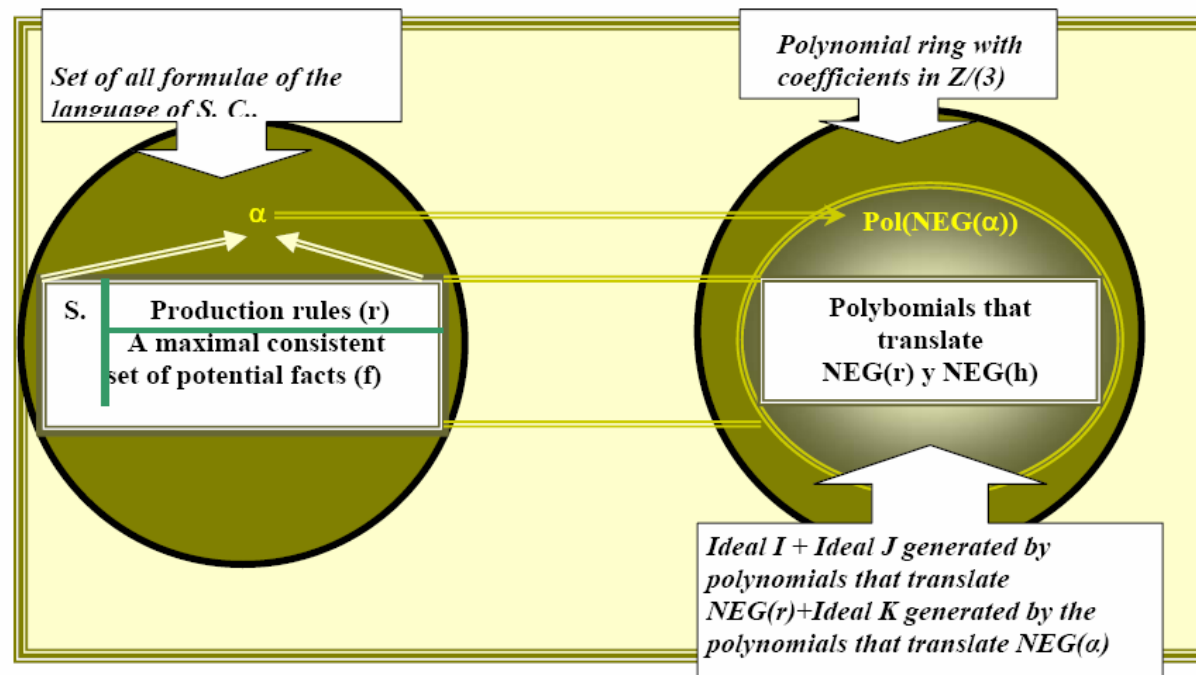 Set of all formulae of the
language of S. C..
Polynomial ring with
coefficients in Z/(3)
α
Pol(NEG(α))
S.
Production rules (r)
A maximal consistent
set of potential facts (f)
Polybomials that
translate
NEG(r) y NEG(h)
Ideal I + Ideal J generated by
polynomials that translate
NEG(r)+Ideal K generated by the
polynomials that translate NEG(α)